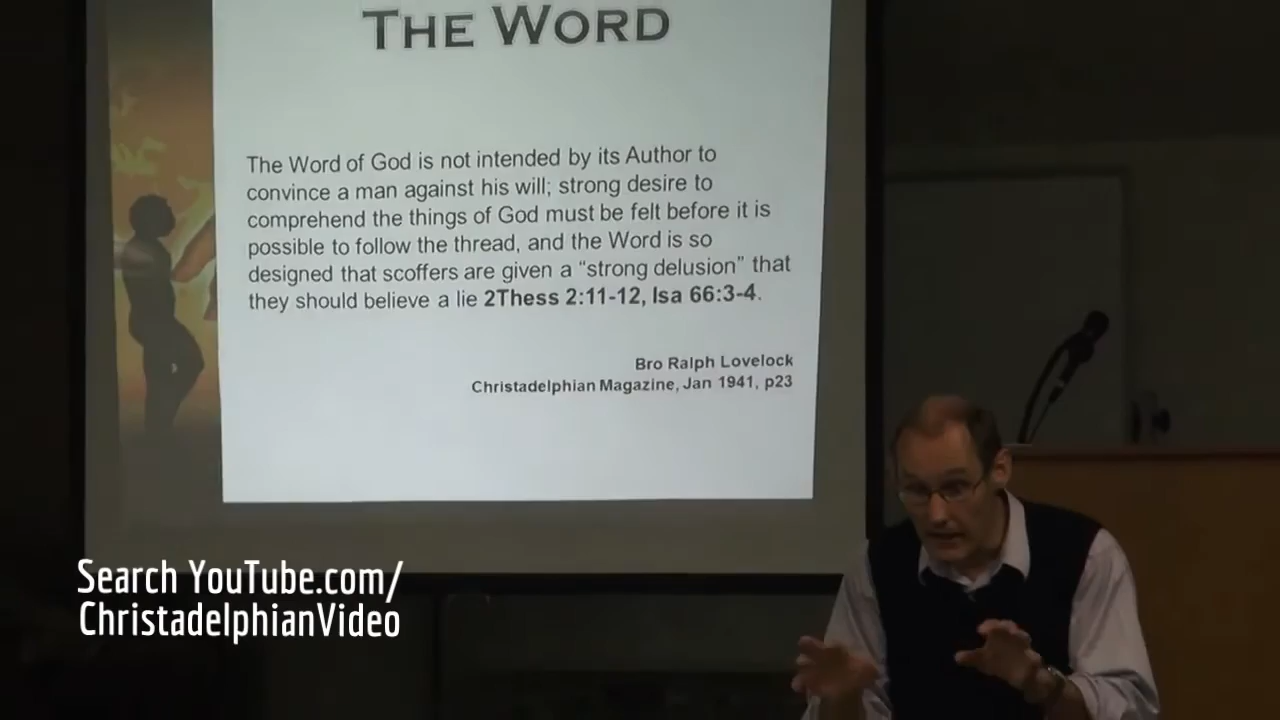 THE WORD
The Word of God is not intended by its Author to
convince a man against his will; strong desire to
comprehend the things of God must be felt before it is
possible to follow the thread, and the Word is so
designed that scoffers are given a “strong delusion” that
they should believe a lie 2Thess 2:11-12, Isa 66:3-4.
Bro Ralph Lovelock
Christadelphian Magazine, Jan 1941, p23
Search YouTube.com/
ChristadelphianVideo